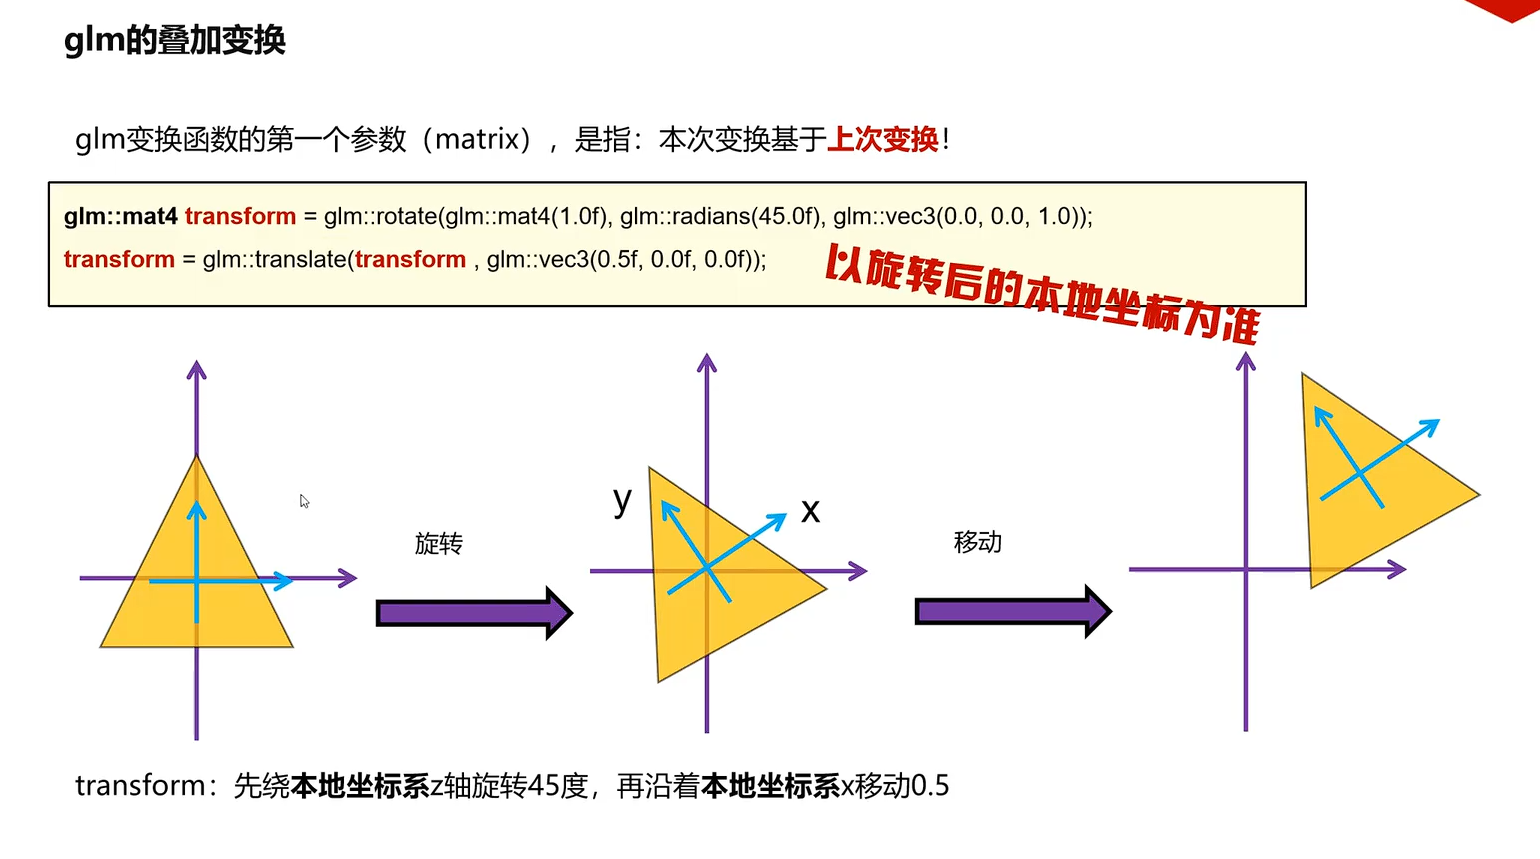 glm的叠加变换
glm变换函数的第一个参数（matrix），是指：本次变换基于上次变换！
glm::mat4 transform = glm::rotate(glm::mat4(1.0f), glm::radians(45.0f), glm::vec3(0.0, 0.0, 1.0));
transform = glm::translate(transform , glm::vec3(0.5f, 0.0f, 0.0f));
以旋转后的本地坐标为准
y
x
旋转
移动
transform：先绕本地坐标系z轴旋转45度，再沿着本地坐标系x移动0.5